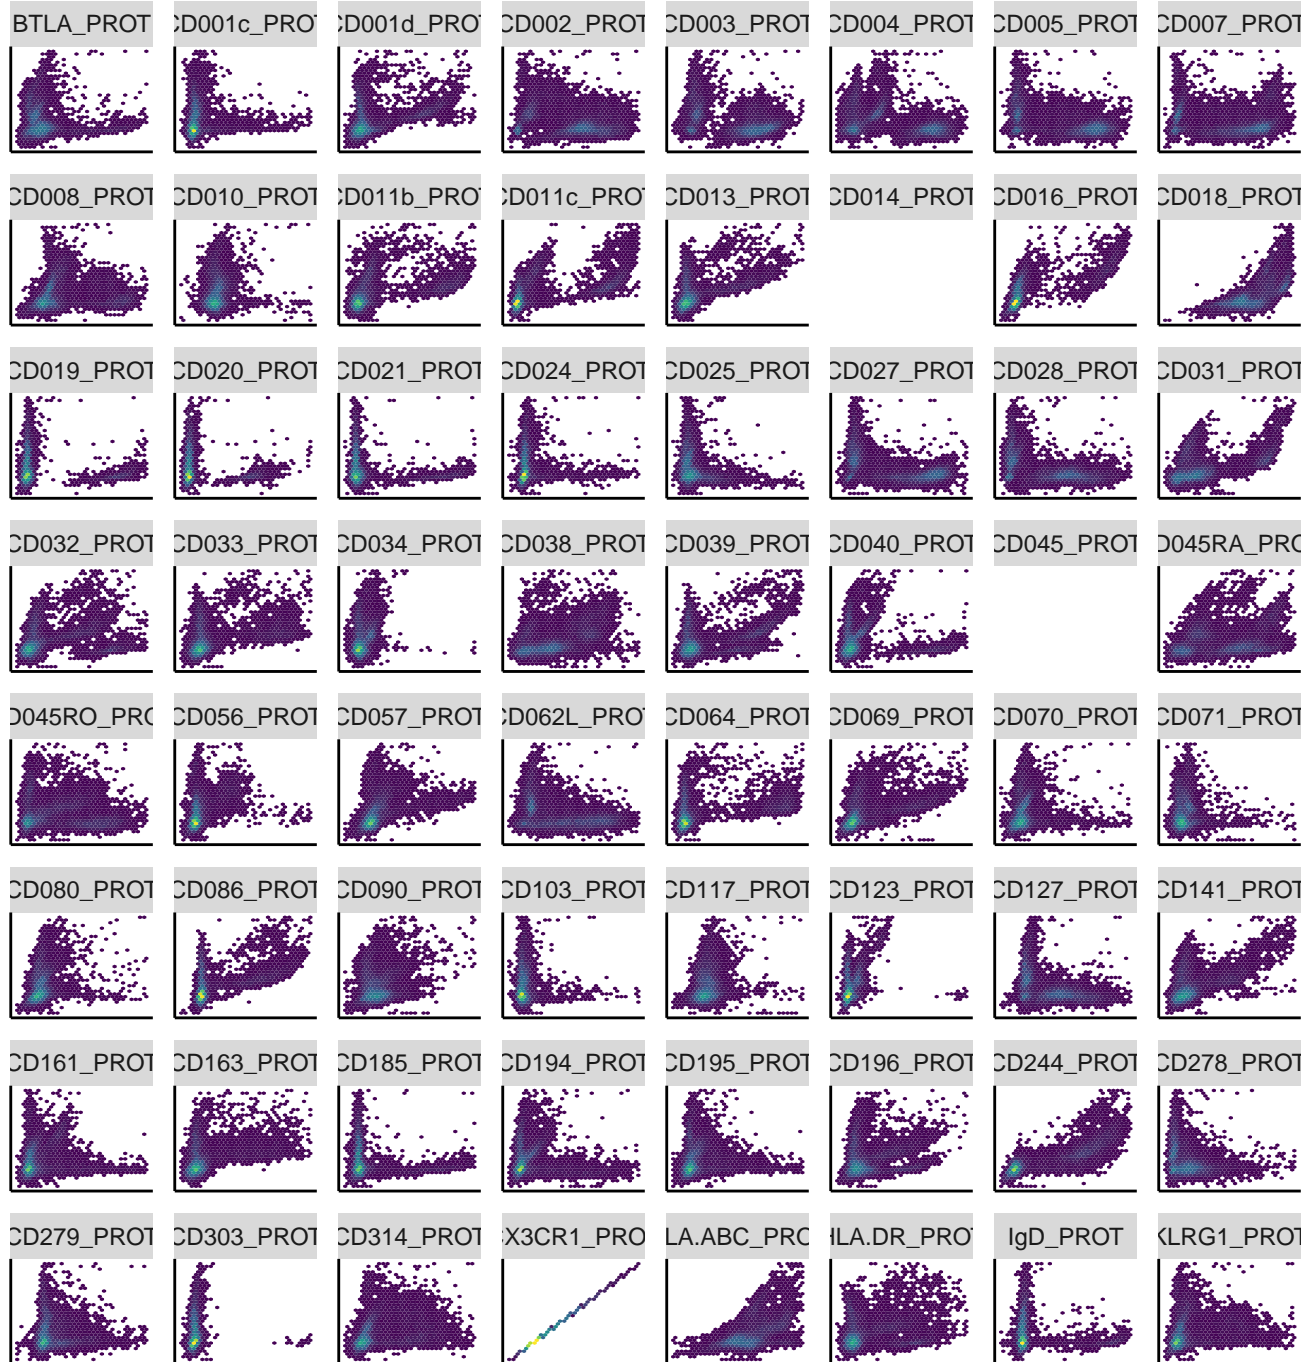 BTLA_PROT CD001c_PROT CD001d_PROT CD002_PROT CD003_PROT CD004_PROT CD005_PROT CD007_PROT
CD008_PROT CD010_PROT CD011b_PROT CD011c_PROT CD013_PROT CD014_PROT CD016_PROT CD018_PROT
CD019_PROT CD020_PROT CD021_PROT CD024_PROT CD025_PROT CD027_PROT CD028_PROT CD031_PROT
CD032_PROT CD033_PROT CD034_PROT CD038_PROT CD039_PROT CD040_PROT CD045_PROT D045RA_PRO
D045RO_PRO CD056_PROT CD057_PROT CD062L_PROT CD064_PROT CD069_PROT CD070_PROT CD071_PROT
CD080_PROT CD086_PROT CD090_PROT CD103_PROT CD117_PROT CD123_PROT CD127_PROT CD141_PROT
CD161_PROT CD163_PROT CD185_PROT CD194_PROT CD195_PROT CD196_PROT CD244_PROT CD278_PROT
CD279_PROT CD303_PROT CD314_PROT CX3CR1_PRO LA.ABC_PRO HLA.DR_PROT IgD_PROT KLRG1_PROT